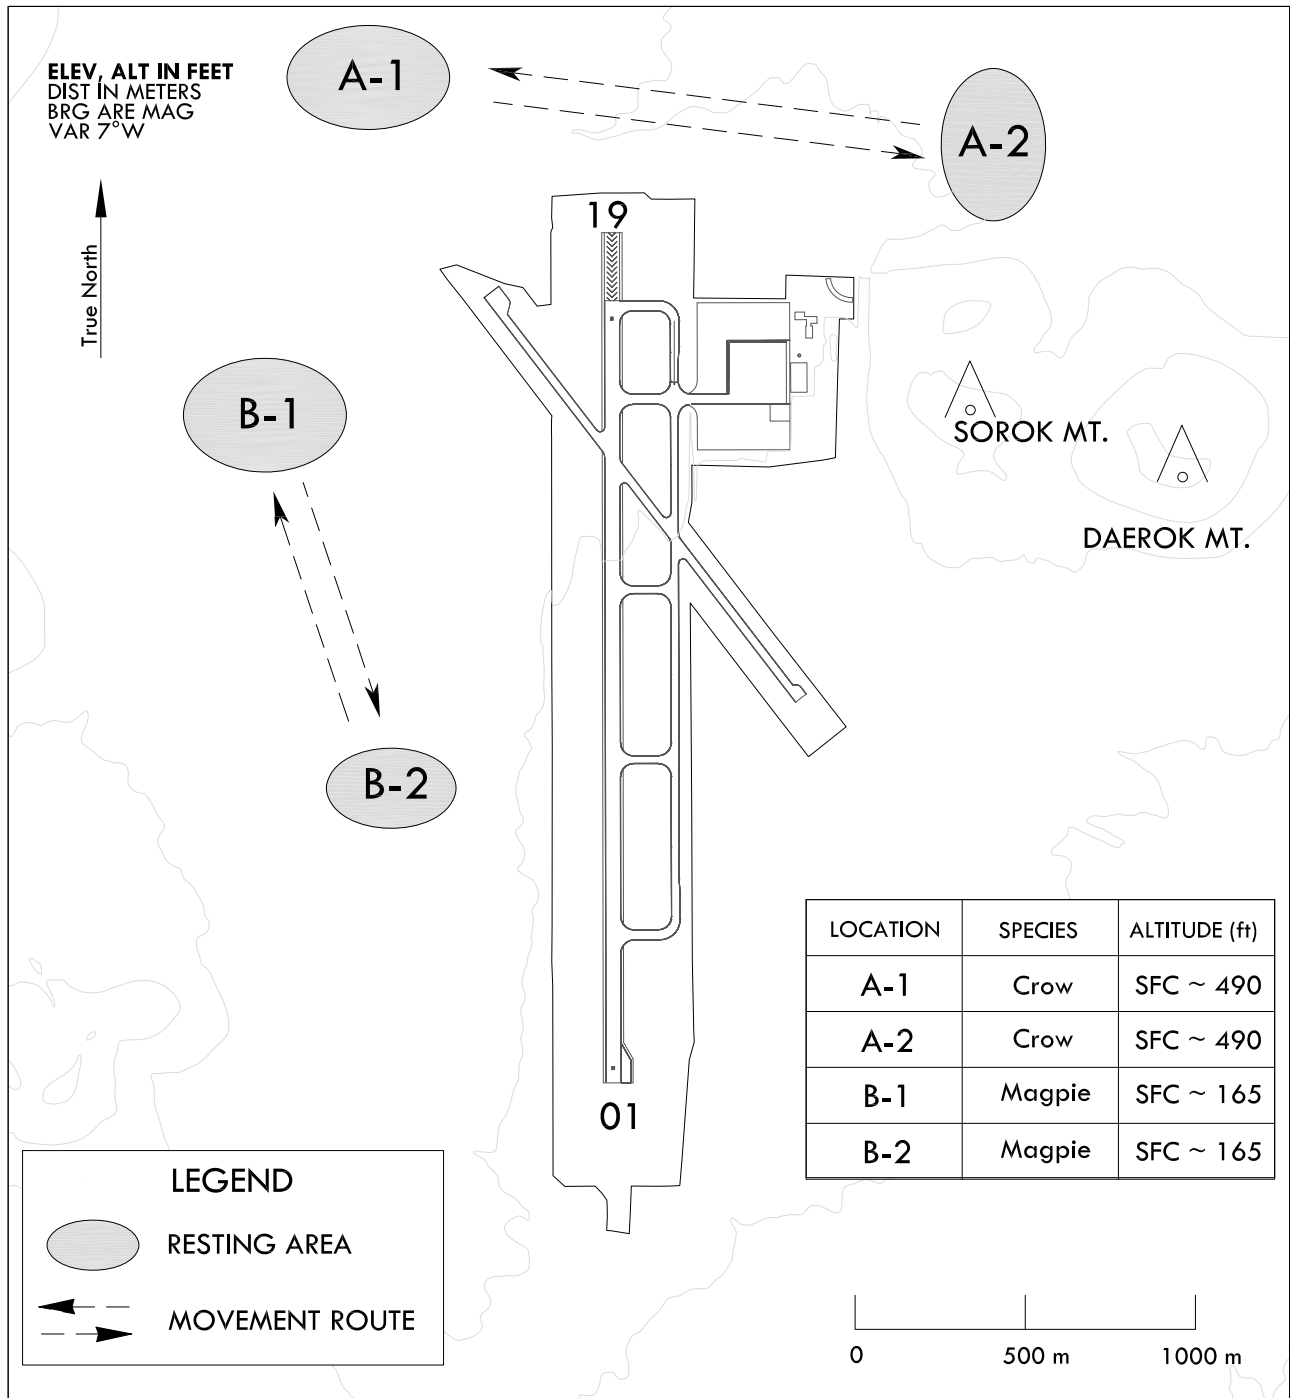 ELEV, ALT IN FEET
DIST IN METERS
BRG ARE MAG
VAR 7°W
A-1
A-2
True North
19
B-1
SOROK MT.
DAEROK MT.
B-2
01
LOCATION SPECIES ALTITUDE (ft)
A-1 Crow SFC ~ 490
A-2 Crow SFC ~ 490
B-1 Magpie SFC ~ 165
B-2 Magpie SFC ~ 165
LEGEND
RESTING AREA
MOVEMENT ROUTE
0 500 m 1000 m